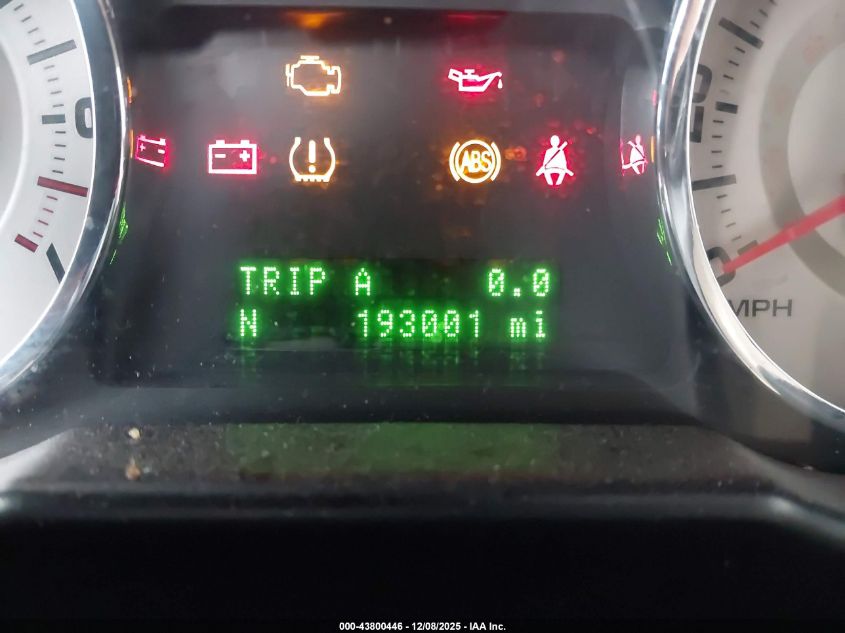 ABS
TRIP A 0.0
N 193001 mi
MPH
000-43800446 - 12/08/2025 - IAA Inc.